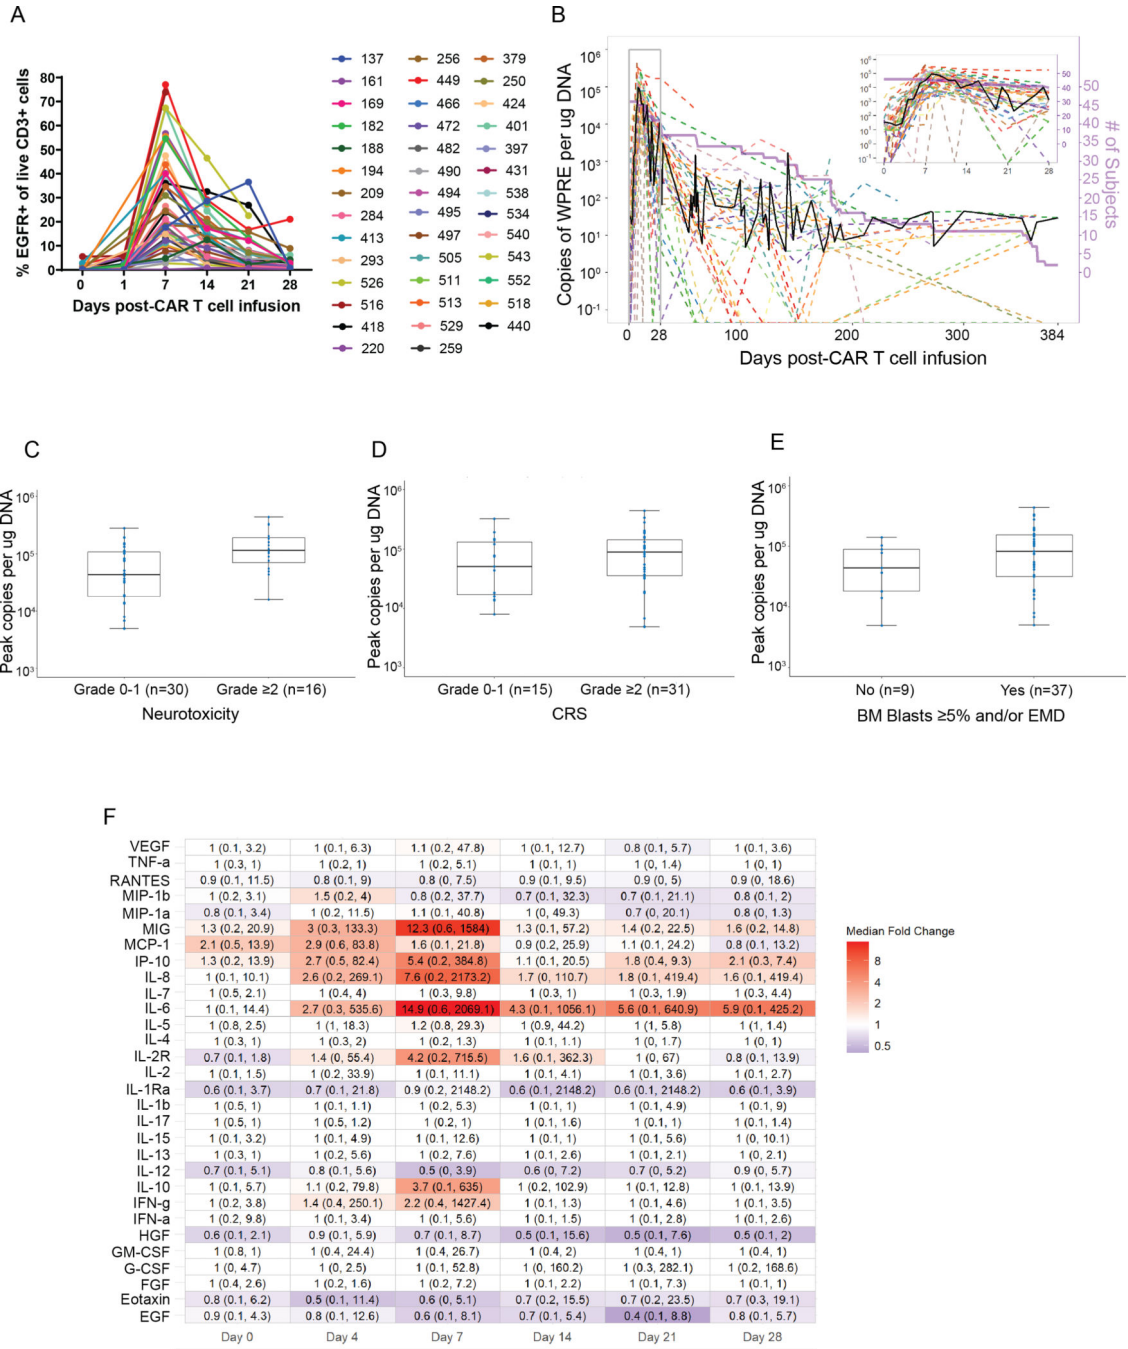 A
B
% EGFR+ of live CD3+ cells
80
70
60
50
40
30
20
10
0
0 1 7 14 21 28
Days post-CAR T cell infusion
137 256 379
161 449 250
169 466 424
182 472 401
188 482 397
194 490 431
209 494 538
284 495 534
413 497 540
293 505 543
526 511 552
516 513 518
418 529 440
220 259
Copies of WPRE per ug DNA
10^6
10^5
10^4
10^3
10^2
10^1
10^0
10^-1
0 28 100 200 300 384
Days post-CAR T cell infusion
# of Subjects
50
45
40
35
30
25
20
15
10
5
0
10^6
10^5
10^4
10^3
10^2
10^1
10^0
10^-1
50
40
30
20
10
0
0 7 14 21 28
C
D
E
Peak copies per ug DNA
10^6
10^5
10^4
10^3
Grade 0-1 (n=30) Grade ≥2 (n=16)
Neurotoxicity
Peak copies per ug DNA
10^6
10^5
10^4
10^3
Grade 0-1 (n=15) Grade ≥2 (n=31)
CRS
Peak copies per ug DNA
10^6
10^5
10^4
10^3
No (n=9) Yes (n=37)
BM Blasts ≥5% and/or EMD
F
VEGF 1 (0.1, 3.2) 1 (0.1, 6.3) 1.1 (0.2, 47.8) 1 (0.1, 12.7) 0.8 (0.1, 5.7) 1 (0.1, 3.6)
TNF-a 1 (0.3, 1) 1 (0.2, 1) 1 (0.2, 5.1) 1 (0.1, 1) 1 (0, 1.4) 1 (0, 1)
RANTES 0.9 (0.1, 11.5) 0.8 (0.1, 9) 0.8 (0, 7.5) 0.9 (0.1, 9.5) 0.9 (0, 5) 0.9 (0, 18.6)
MIP-1b 1 (0.2, 3.1) 1.5 (0.2, 4) 0.8 (0.2, 37.7) 0.7 (0.1, 32.3) 0.7 (0.1, 21.1) 0.8 (0.1, 2)
MIP-1a 0.8 (0.1, 3.4) 1 (0.2, 11.5) 1.1 (0.1, 40.8) 1 (0, 49.3) 0.7 (0, 20.1) 0.8 (0, 1.3)
MIG 1.3 (0.2, 20.9) 3 (0.3, 133.3) 12.3 (0.6, 1584) 1.3 (0.1, 57.2) 1.4 (0.2, 22.5) 1.6 (0.2, 14.8)
MCP-1 2.1 (0.5, 13.9) 2.9 (0.6, 83.8) 1.6 (0.1, 21.8) 0.9 (0.2, 25.9) 1.1 (0.1, 24.2) 0.8 (0.1, 13.2)
IP-10 1.3 (0.2, 13.9) 2.7 (0.5, 82.4) 5.4 (0.2, 384.8) 1.1 (0.1, 20.5) 1.8 (0.4, 9.3) 2.1 (0.3, 7.4)
IL-8 1 (0.1, 10.1) 2.6 (0.2, 269.1) 7.6 (0.2, 2173.2) 1.7 (0, 110.7) 1.8 (0.1, 419.4) 1.6 (0.1, 419.4)
IL-7 1 (0.5, 2.1) 1 (0.4, 4) 1 (0.3, 9.8) 1 (0.3, 1) 1 (0.3, 1.9) 1 (0.3, 4.4)
IL-6 1 (0.1, 14.4) 2.7 (0.3, 535.6) 14.9 (0.6, 2069.1) 4.3 (0.1, 1056.1) 5.6 (0.1, 640.9) 5.9 (0.1, 425.2)
IL-5 1 (0.8, 2.5) 1 (1, 18.3) 1.2 (0.8, 29.3) 1 (0.9, 44.2) 1 (1, 5.8) 1 (1, 1.4)
IL-4 1 (0.3, 1) 1 (0.3, 2) 1 (0.2, 1.3) 1 (0.1, 1.1) 1 (0, 1.7) 1 (0, 1)
IL-2R 0.7 (0.1, 1.8) 1.4 (0, 55.4) 4.2 (0.2, 715.5) 1.6 (0.1, 362.3) 1 (0, 67) 0.8 (0.1, 13.9)
IL-2 1 (0.1, 1.5) 1 (0.2, 33.9) 1 (0.1, 11.1) 1 (0.1, 4.1) 1 (0.1, 3.6) 1 (0.1, 2.7)
IL-1Ra 0.6 (0.1, 3.7) 0.7 (0.1, 21.8) 0.9 (0.2, 2148.2) 0.6 (0.1, 2148.2) 0.6 (0.1, 2148.2) 0.6 (0.1, 3.9)
IL-1b 1 (0.5, 1) 1 (0.1, 1.1) 1 (0.2, 5.3) 1 (0.1, 1) 1 (0.1, 4.9) 1 (0.1, 9)
IL-17 1 (0.5, 1) 1 (0.5, 1.2) 1 (0.2, 1) 1 (0.1, 1.6) 1 (0.1, 1) 1 (0.1, 1.4)
IL-15 1 (0.1, 3.2) 1 (0.1, 4.9) 1 (0.1, 12.6) 1 (0.1, 1) 1 (0.1, 5.6) 1 (0, 10.1)
IL-13 1 (0.3, 1) 1 (0.2, 5.6) 1 (0.2, 7.6) 1 (0.1, 2.6) 1 (0.1, 2.1) 1 (0, 2.1)
IL-12 0.7 (0.1, 5.1) 0.8 (0.1, 5.6) 0.5 (0, 3.9) 0.6 (0, 7.2) 0.7 (0, 5.2) 0.9 (0, 5.7)
IL-10 1 (0.1, 5.7) 1.1 (0.2, 79.8) 3.7 (0.1, 635) 1 (0.2, 102.9) 1 (0.1, 12.8) 1 (0.1, 13.9)
IFN-g 1 (0.2, 3.8) 1.4 (0.4, 250.1) 2.2 (0.4, 1427.4) 1 (0.1, 1.3) 1 (0.1, 4.6) 1 (0.1, 3.5)
IFN-a 1 (0.2, 9.8) 1 (0.1, 3.4) 1 (0.1, 5.6) 1 (0.1, 1.5) 1 (0.1, 2.8) 1 (0.1, 2.6)
HGF 0.6 (0.1, 2.1) 0.9 (0.1, 5.9) 0.7 (0.1, 8.7) 0.5 (0.1, 15.6) 0.5 (0.1, 7.6) 0.5 (0.1, 2)
GM-CSF 1 (0.8, 1) 1 (0.4, 24.4) 1 (0.4, 26.7) 1 (0.4, 2) 1 (0.4, 1) 1 (0.4, 1)
G-CSF 1 (0, 4.7) 1 (0, 2.5) 1 (0.1, 52.8) 1 (0, 160.2) 1 (0.3, 282.1) 1 (0.2, 168.6)
FGF 1 (0.4, 2.6) 1 (0.2, 1.6) 1 (0.2, 7.2) 1 (0.1, 2.2) 1 (0.1, 7.3) 1 (0.1, 1)
Eotaxin 0.8 (0.1, 6.2) 0.5 (0.1, 11.4) 0.6 (0, 5.1) 0.7 (0.2, 15.5) 0.7 (0.2, 23.5) 0.7 (0.3, 19.1)
EGF 0.9 (0.1, 4.3) 0.8 (0.1, 12.6) 0.6 (0.1, 8.1) 0.7 (0.1, 5.4) 0.4 (0.1, 8.8) 0.8 (0.1, 5.7)
Day 0 Day 4 Day 7 Day 14 Day 21 Day 28
Median Fold Change
8
4
2
1
0.5